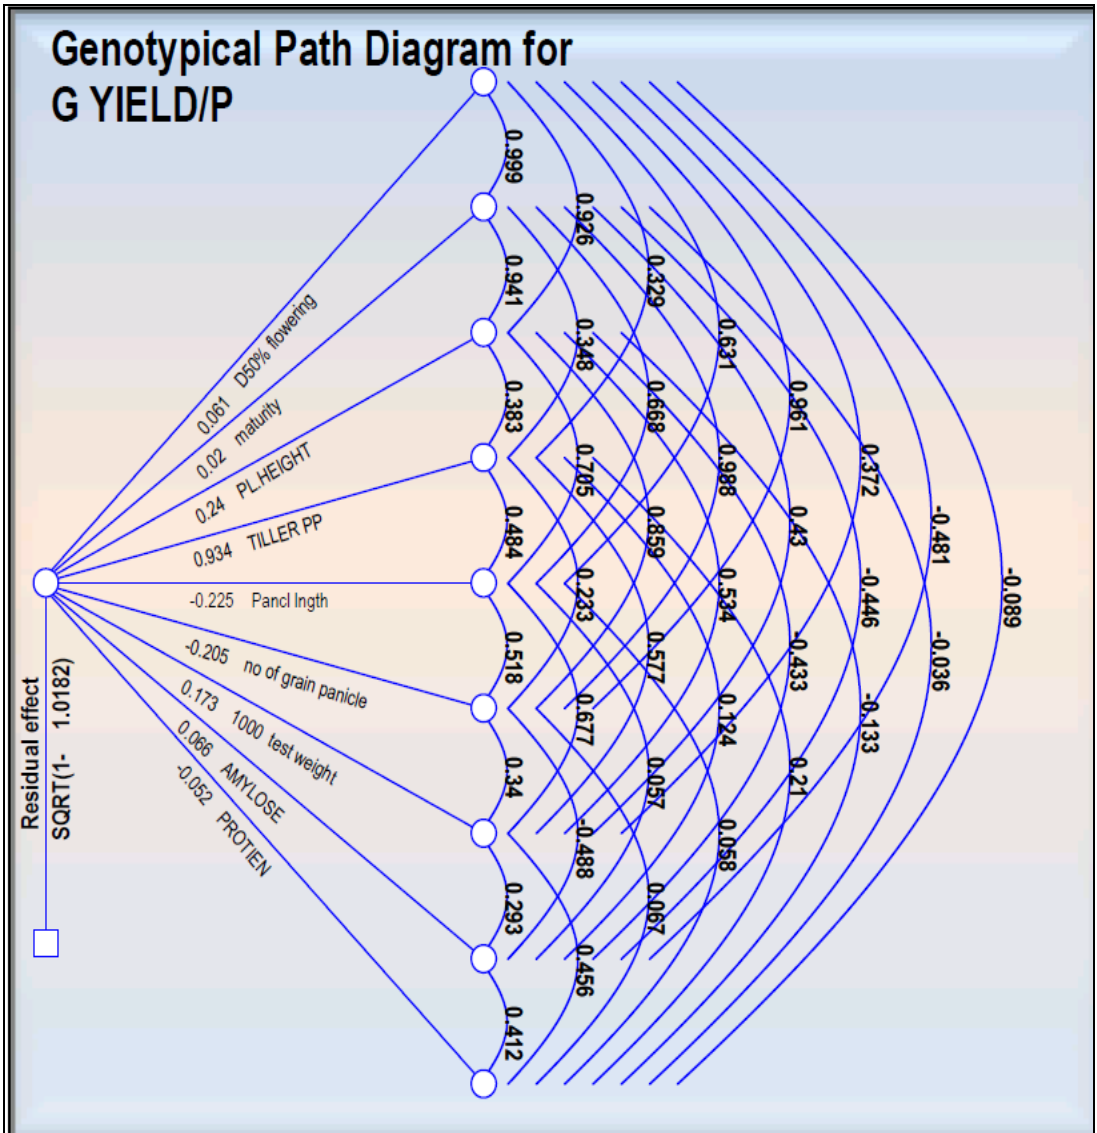 Genotypical Path Diagram for
G YIELD/P
0.061 D50% flowering
0.02 maturity
0.24 PL.HEIGHT
0.934 TILLER PP
-0.225 Pancl lngth
-0.205 no of grain panicle
0.173 1000 test weight
0.066 AMYLOSE
-0.052 PROTIEN
Residual effect
SQRT(1- 1.0182)
0.999
0.941
0.383
0.484
0.518
0.34
0.293
0.412
0.926
0.348
0.705
0.233
0.677
-0.488
0.456
0.329
0.668
0.859
0.577
0.057
0.067
0.631
0.988
0.534
0.124
0.058
0.961
0.43
-0.433
0.21
0.372
-0.446
-0.133
-0.481
-0.036
-0.089